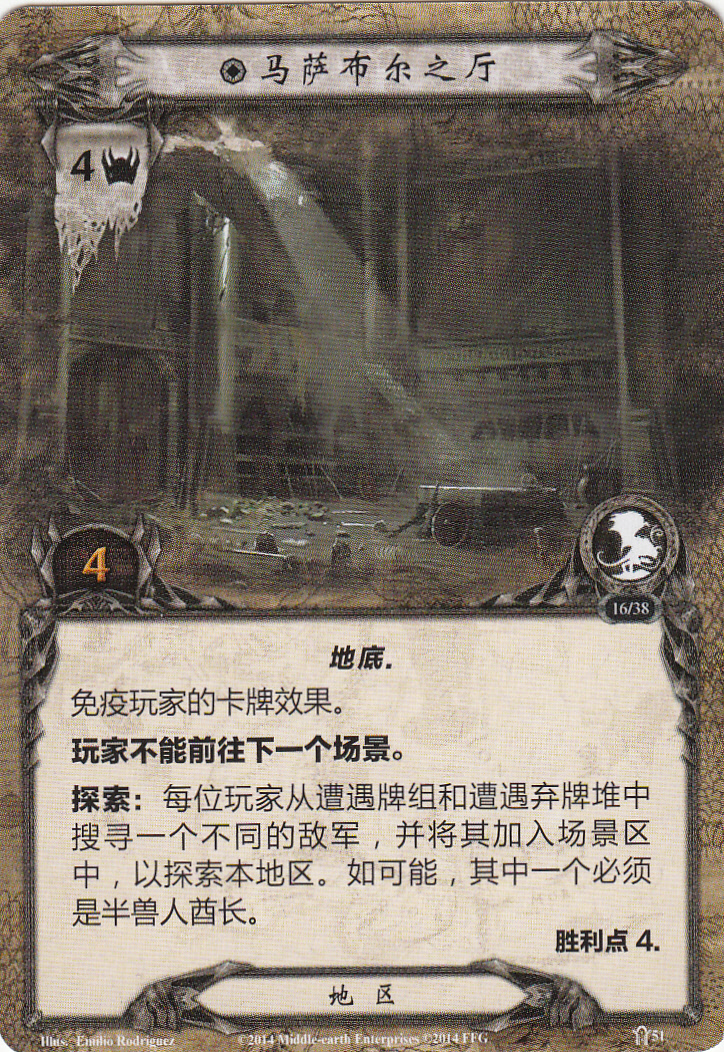 马萨布尔之厅
4
4
16/38
地底.
免疫玩家的卡牌效果。
玩家不能前往下一个场景。
探索：每位玩家从遭遇牌组和遭遇弃牌堆中
搜寻一个不同的敌军，并将其加入场景区
中，以探索本地区。如可能，其中一个必须
是半兽人酋长。
胜利点 4.
地 区
Illus. Emilio Rodriguez ©2014 Middle-earth Enterprises ©2014 FFG 51